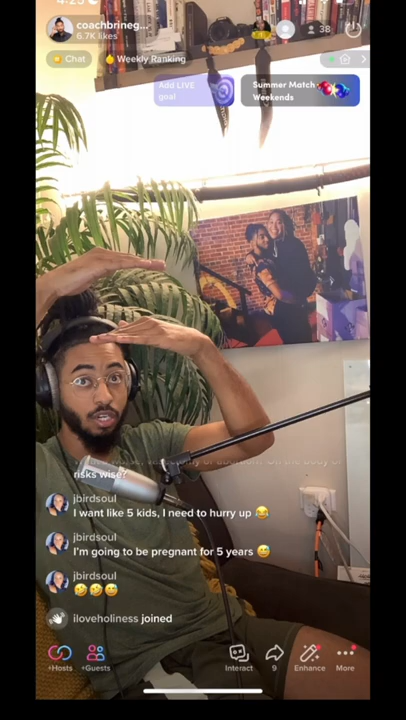 coachbrineg...
6.7K likes
38
Chat
Weekly Ranking
Add LIVE
goal
Summer Match
Weekends
risks wise?
jbirdsoul
I want like 5 kids, I need to hurry up 😂
jbirdsoul
I'm going to be pregnant for 5 years 😅
jbirdsoul
🤣🤣😅
iloveholiness joined
+Hosts
+Guests
Interact
9
Enhance
More